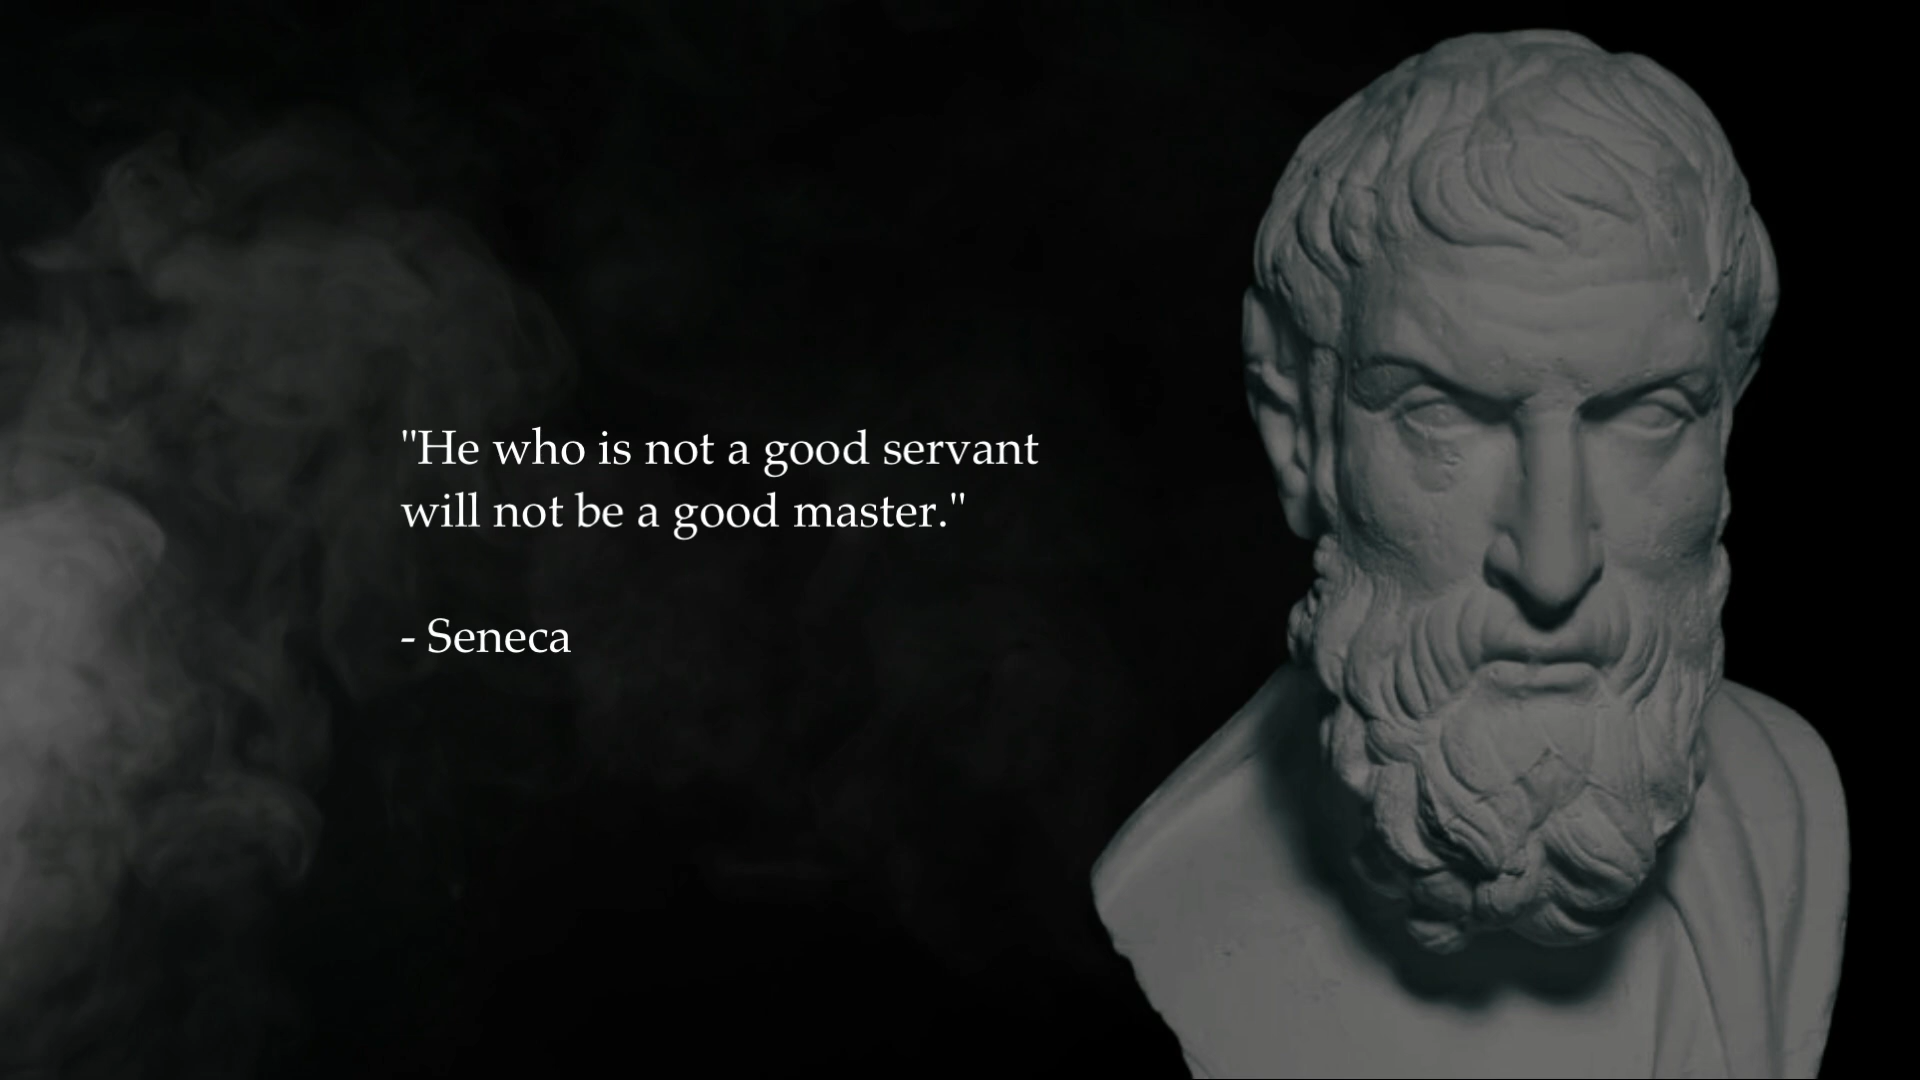 "He who is not a good servant
will not be a good master."
- Seneca